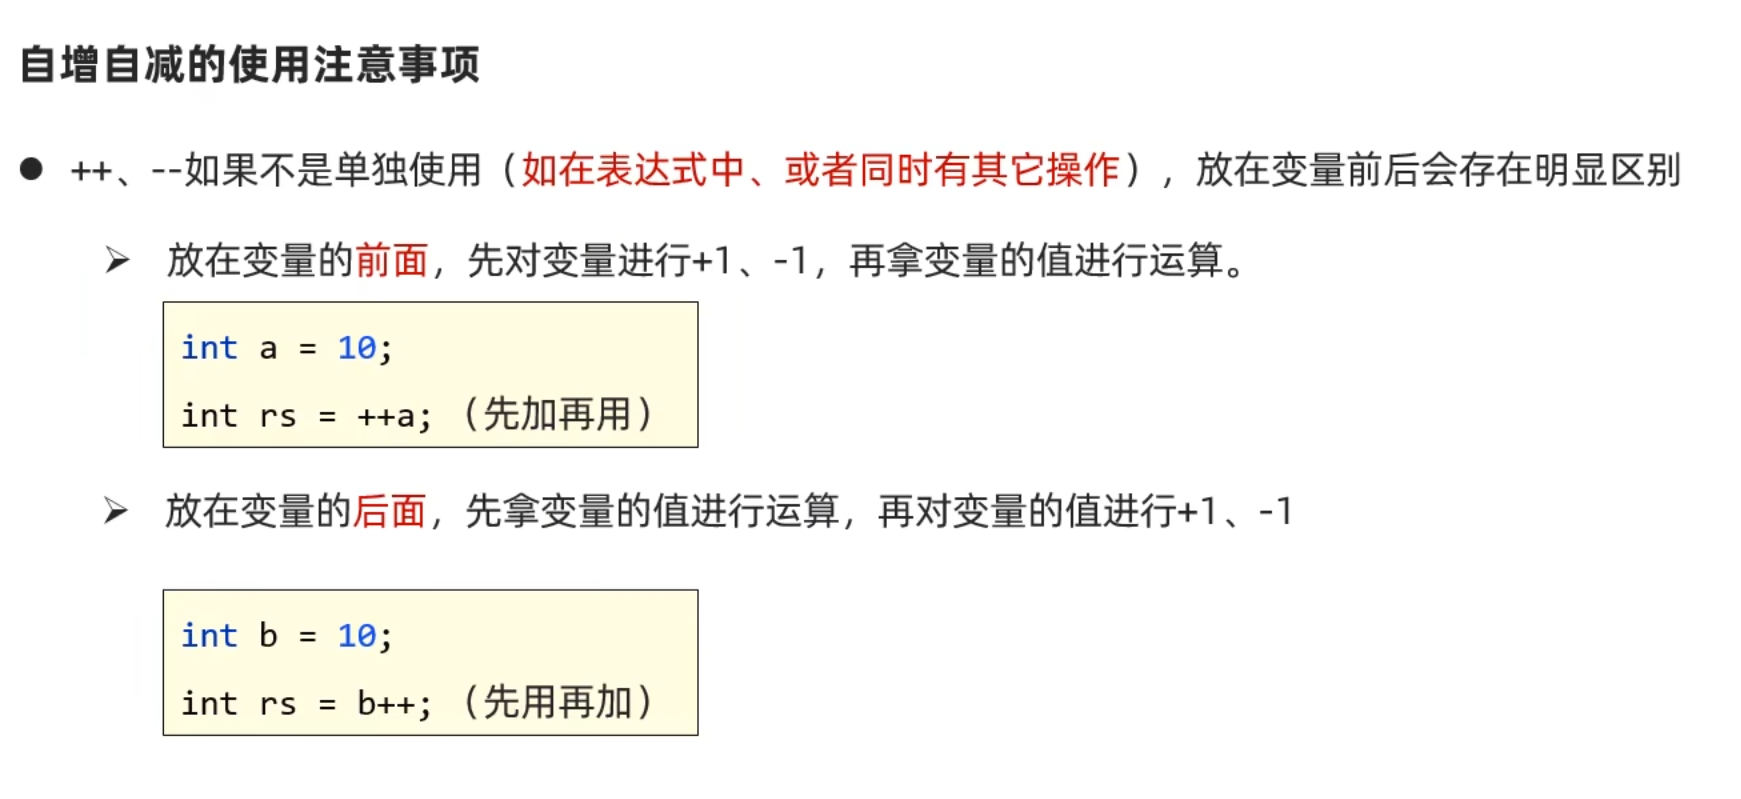 自增自减的使用注意事项
● ++、--如果不是单独使用（如在表达式中、或者同时有其它操作），放在变量前后会存在明显区别
➢ 放在变量的前面，先对变量进行+1、-1，再拿变量的值进行运算。
int a = 10;
int rs = ++a;（先加再用）
➢ 放在变量的后面，先拿变量的值进行运算，再对变量的值进行+1、-1
int b = 10;
int rs = b++;（先用再加）